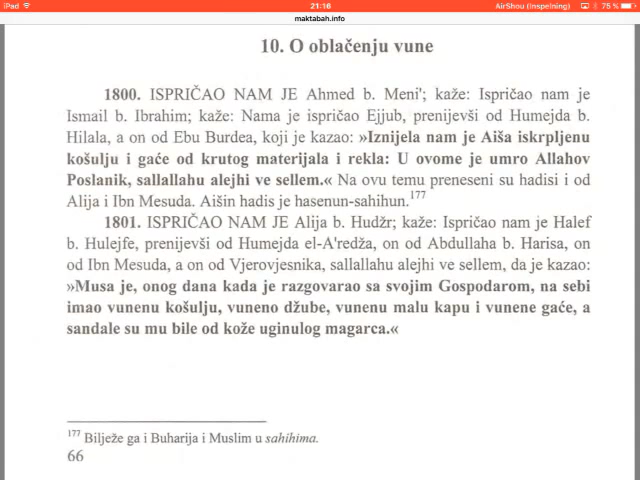 iPad
21:16
AirShou (Inspelning)
75 %
maktabah.info
10. O oblačenju vune
1800. ISPRIČAO NAM JE Ahmed b. Meni'; kaže: Ispričao nam je
Ismail b. Ibrahim; kaže: Nama je ispričao Ejjub, prenijevši od Humejda b.
Hilala, a on od Ebu Burdea, koji je kazao: »Iznijela nam je Aiša iskrpljenu
košulju i gaće od krutog materijala i rekla: U ovome je umro Allahov
Poslanik, sallallahu alejhi ve sellem.« Na ovu temu preneseni su hadisi i od
Alija i Ibn Mesuda. Aišin hadis je hasenun-sahihun.177
1801. ISPRIČAO NAM JE Alija b. Hudžr; kaže: Ispričao nam je Halef
b. Hulejfe, prenijevši od Humejda el-A'redža, on od Abdullaha b. Harisa, on
od Ibn Mesuda, a on od Vjerovjesnika, sallallahu alejhi ve sellem, da je kazao:
»Musa je, onog dana kada je razgovarao sa svojim Gospodarom, na sebi
imao vunenu košulju, vuneno džube, vunenu malu kapu i vunene gaće, a
sandale su mu bile od kože uginulog magarca.«
177 Bilježe ga i Buharija i Muslim u sahihima.
66